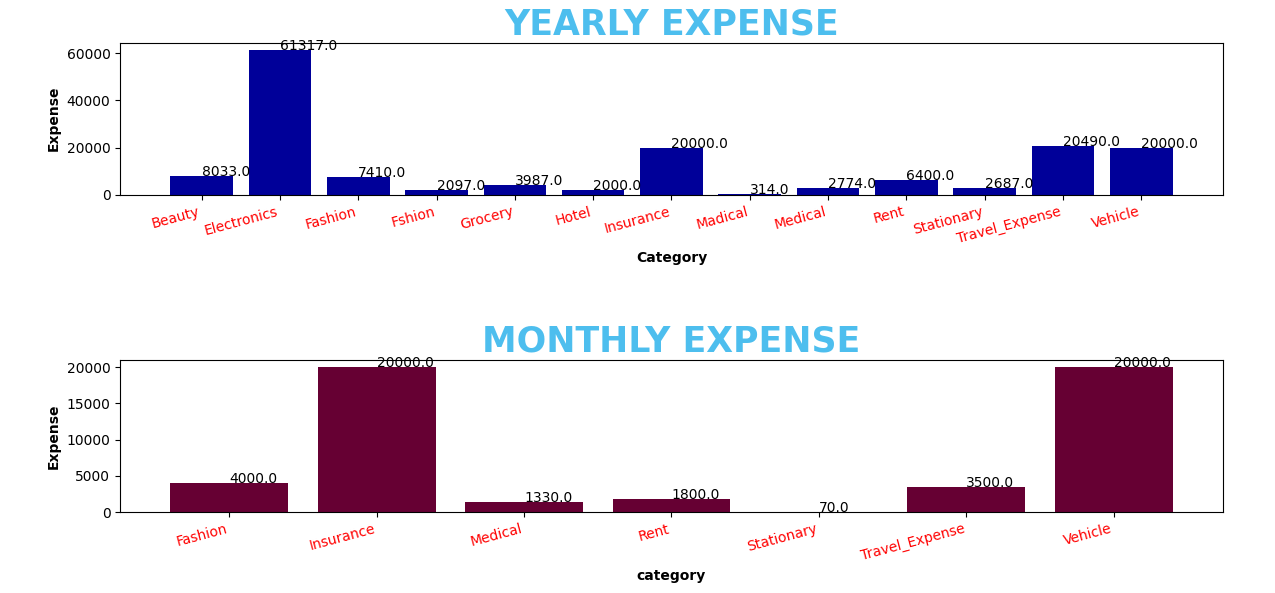 YEARLY EXPENSE
60000
40000
20000
0
Expense
8033.0
61317.0
7410.0
2097.0
3987.0
2000.0
20000.0
314.0
2774.0
6400.0
2687.0
20490.0
20000.0
Beauty
Electronics
Fashion
Fshion
Grocery
Hotel
Insurance
Madical
Medical
Rent
Stationary
Travel_Expense
Vehicle
Category
MONTHLY EXPENSE
20000
15000
10000
5000
0
Expense
4000.0
20000.0
1330.0
1800.0
70.0
3500.0
20000.0
Fashion
Insurance
Medical
Rent
Stationary
Travel_Expense
Vehicle
category